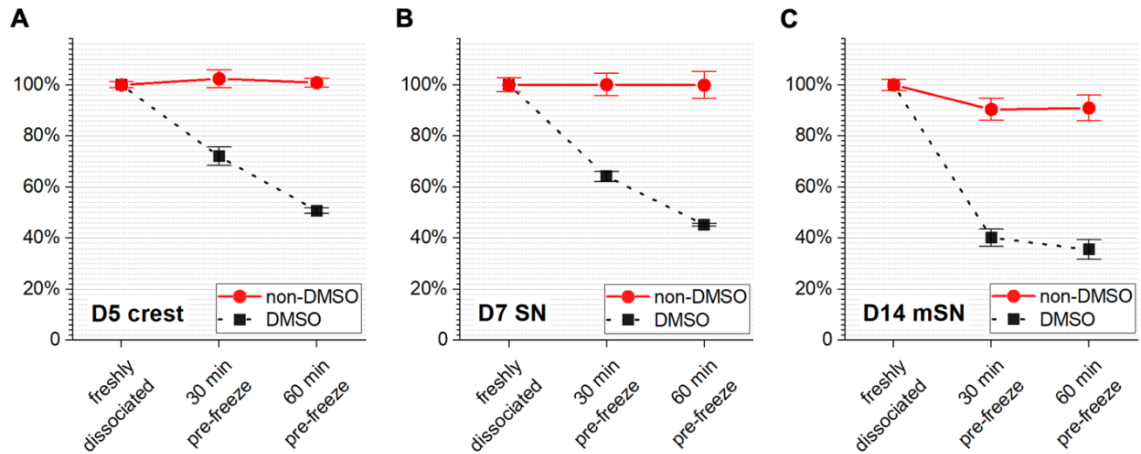 A
100%
80%
60%
40%
20%
0
D5 crest
non-DMSO
DMSO
freshly
dissociated
30 min
pre-freeze
60 min
pre-freeze
B
100%
80%
60%
40%
20%
0
D7 SN
non-DMSO
DMSO
freshly
dissociated
30 min
pre-freeze
60 min
pre-freeze
C
100%
80%
60%
40%
20%
0
D14 mSN
non-DMSO
DMSO
freshly
dissociated
30 min
pre-freeze
60 min
pre-freeze